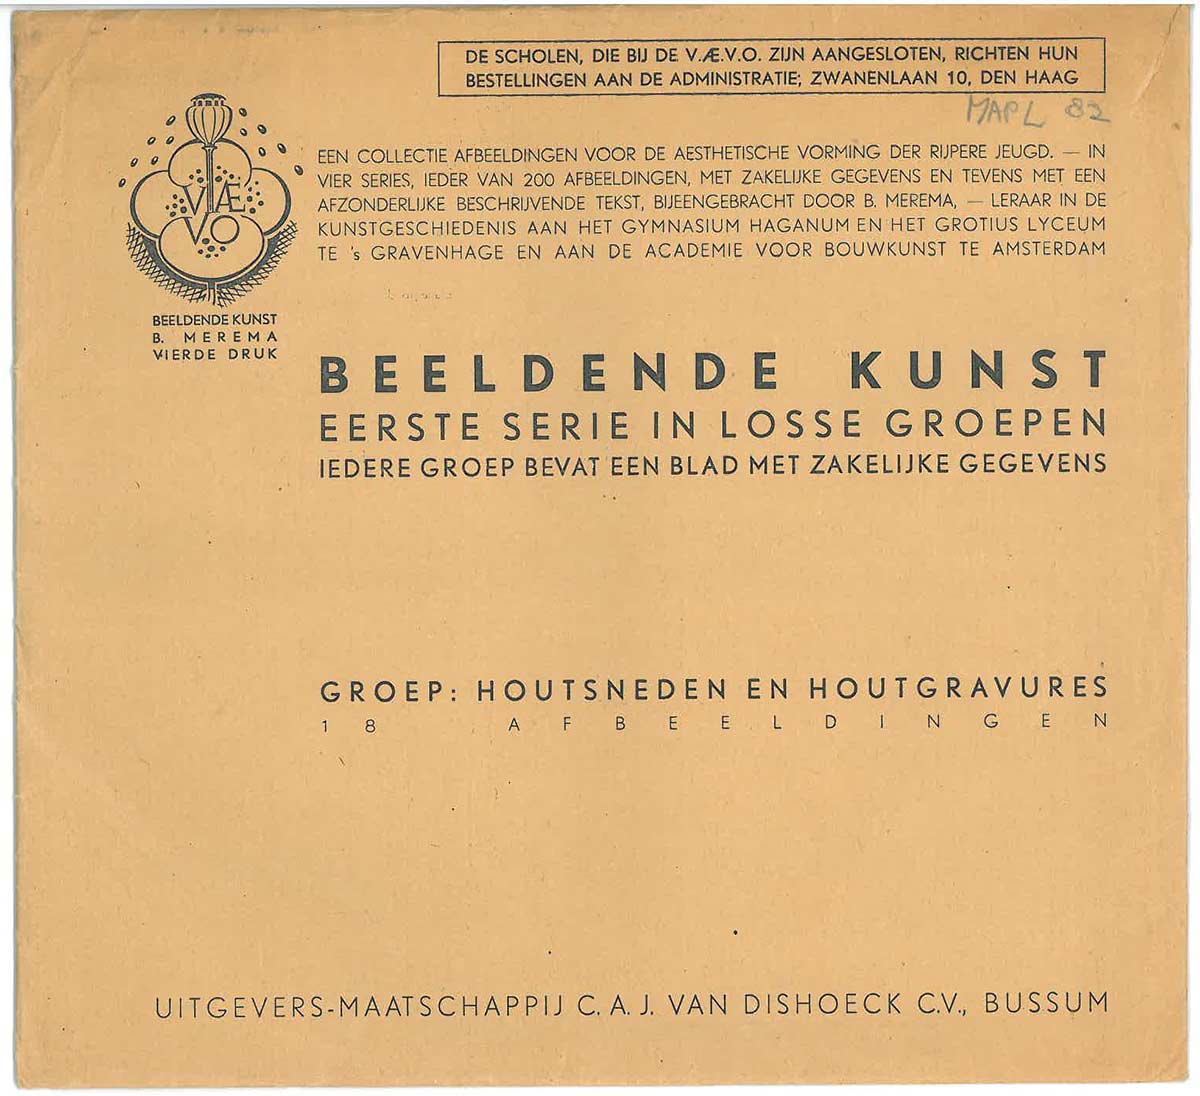 DE SCHOLEN, DIE BIJ DE V.Æ.V.O. ZIJN AANGESLOTEN, RICHTEN HUN
BESTELLINGEN AAN DE ADMINISTRATIE; ZWANENLAAN 10, DEN HAAG
MAPL 82
VÆ
VO
EEN COLLECTIE AFBEELDINGEN VOOR DE AESTHETISCHE VORMING DER RIJPERE JEUGD. — IN
VIER SERIES, IEDER VAN 200 AFBEELDINGEN, MET ZAKELIJKE GEGEVENS EN TEVENS MET EEN
AFZONDERLIJKE BESCHRIJVENDE TEKST, BIJEENGEBRACHT DOOR B. MEREMA, — LERAAR IN DE
KUNSTGESCHIEDENIS AAN HET GYMNASIUM HAGANUM EN HET GROTIUS LYCEUM
TE 's GRAVENHAGE EN AAN DE ACADEMIE VOOR BOUWKUNST TE AMSTERDAM
BEELDENDE KUNST
B. MEREMA
VIERDE DRUK
BEELDENDE KUNST
EERSTE SERIE IN LOSSE GROEPEN
IEDERE GROEP BEVAT EEN BLAD MET ZAKELIJKE GEGEVENS
GROEP: HOUTSNEDEN EN HOUTGRAVURES
18 AFBEELDINGEN
UITGEVERS-MAATSCHAPPIJ C. A. J. VAN DISHOECK C.V., BUSSUM